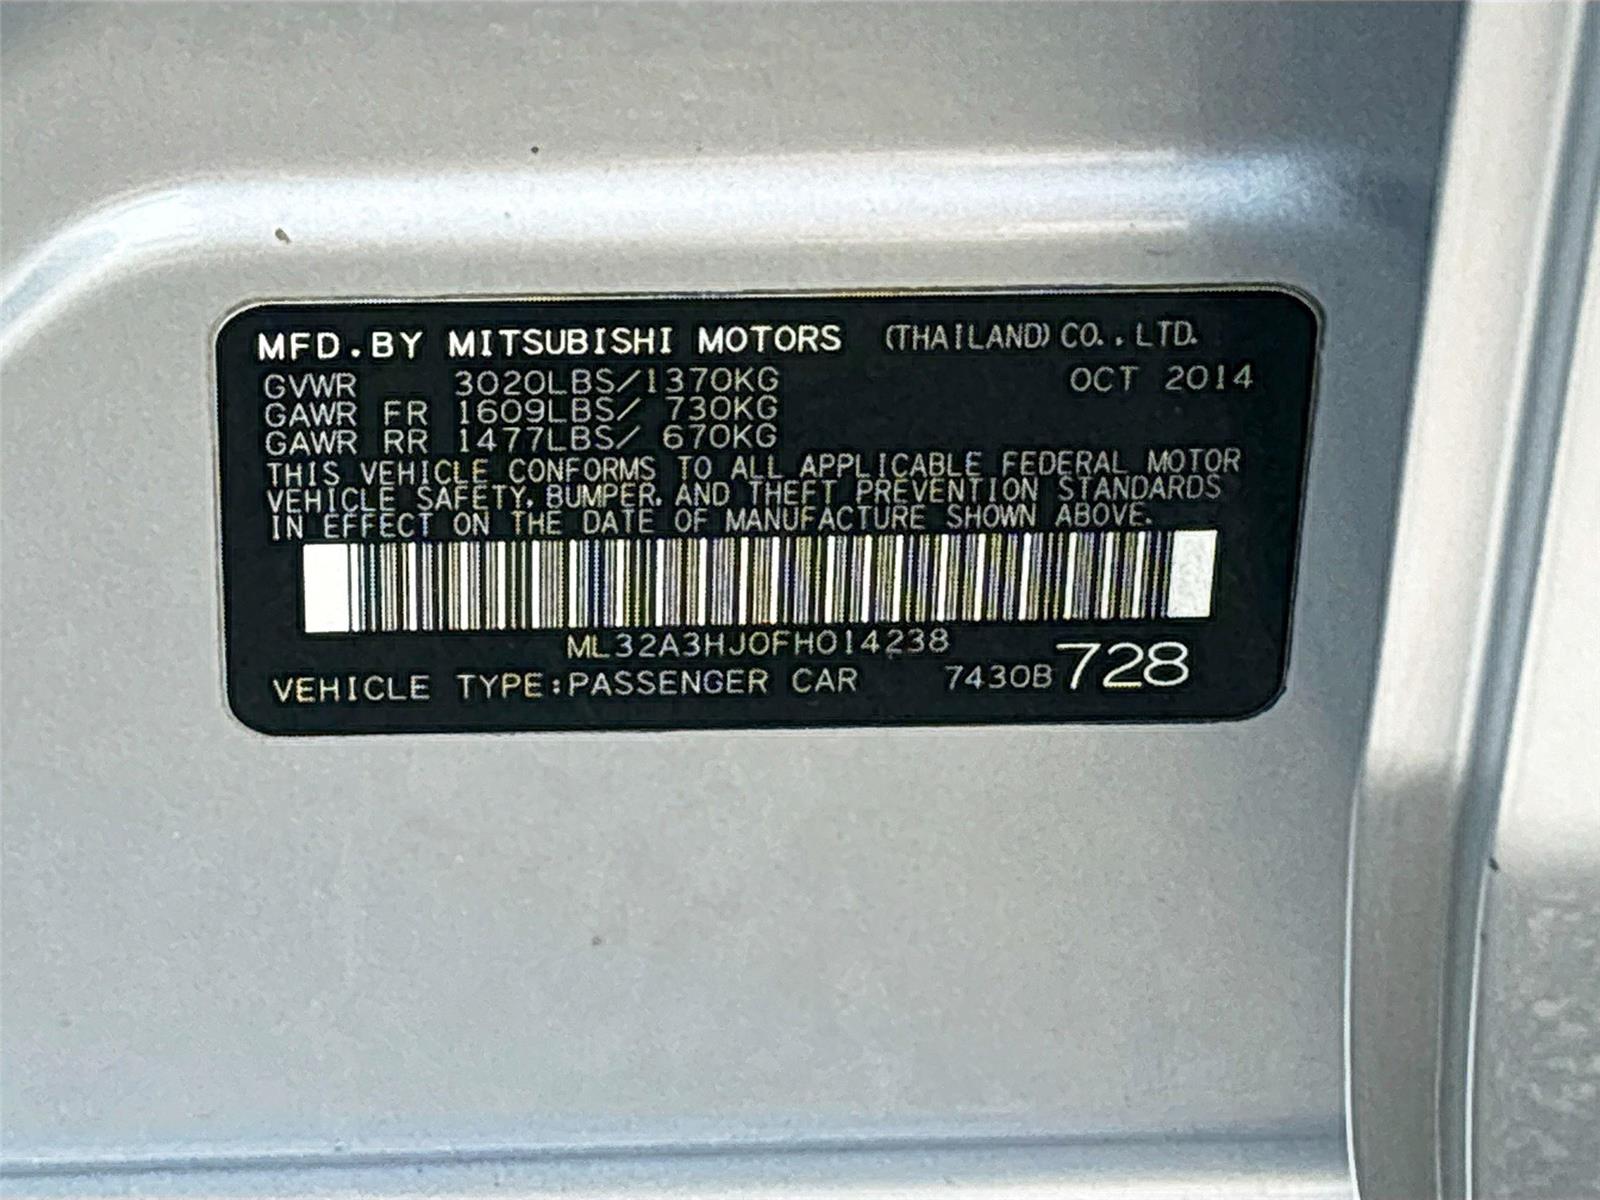 MFD.BY MITSUBISHI MOTORS (THAILAND) CO.,LTD.
GVWR 3020LBS/1370KG OCT 2014
GAWR FR 1609LBS/ 730KG
GAWR RR 1477LBS/ 670KG
THIS VEHICLE CONFORMS TO ALL APPLICABLE FEDERAL MOTOR
VEHICLE SAFETY, BUMPER, AND THEFT PREVENTION STANDARDS
IN EFFECT ON THE DATE OF MANUFACTURE SHOWN ABOVE.
ML32A3HJ0FH014238
VEHICLE TYPE:PASSENGER CAR 7430B 728